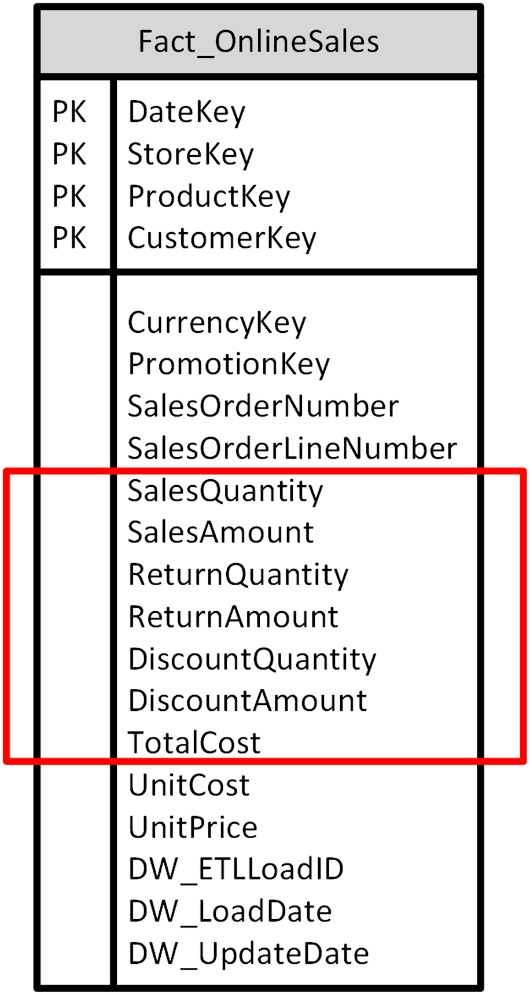 Fact_OnlineSales
PK DateKey
PK StoreKey
PK ProductKey
PK CustomerKey
CurrencyKey
PromotionKey
SalesOrderNumber
SalesOrderLineNumber
SalesQuantity
SalesAmount
ReturnQuantity
ReturnAmount
DiscountQuantity
DiscountAmount
TotalCost
UnitCost
UnitPrice
DW_ETLLoadID
DW_LoadDate
DW_UpdateDate